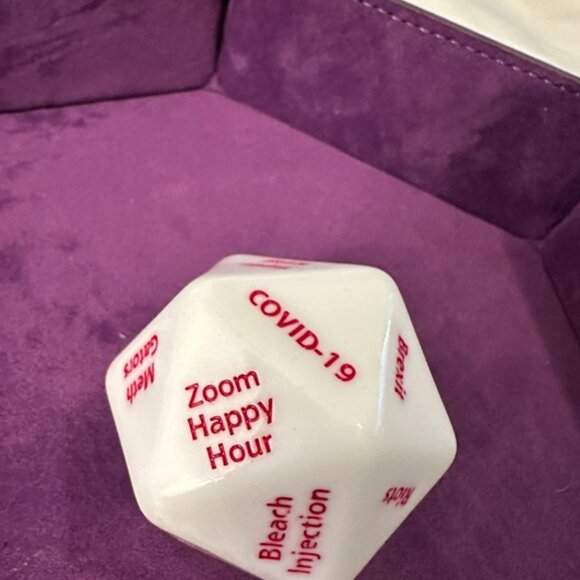 COVID-19
Brexit
Meth
Gators
Zoom
Happy
Hour
Bleach
Injection
Riots